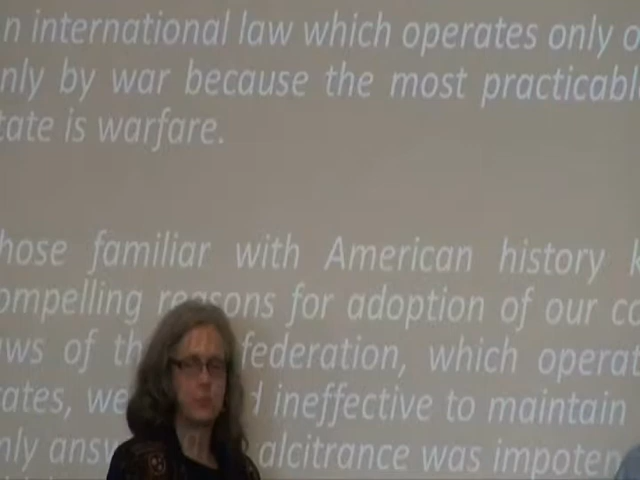 n international law which operates only o
nly by war because the most practicabl
tate is warfare.
hose familiar with American history k
ompelling reasons for adoption of our co
aws of th federation, which operat
ates, we d ineffective to maintain
nly answ alcitrance was impoten